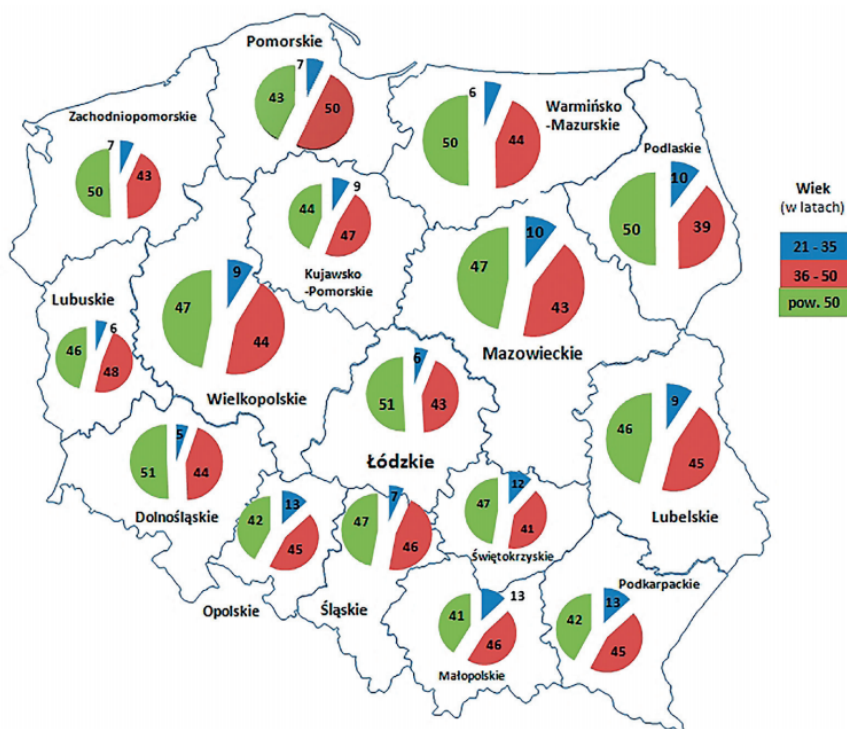 Pomorskie
7
43
50
Zachodniopomorskie
7
50
43
6
Warmińsko
-Mazurskie
50
44
Podlaskie
10
50
39
Wiek
(w latach)
21 - 35
36 - 50
pow. 50
9
44
47
Kujawsko
-Pomorskie
10
47
43
Mazowieckie
Lubuskie
6
46
48
9
47
44
Wielkopolskie
6
51
43
Łódzkie
9
46
45
Lubelskie
5
51
44
Dolnośląskie
13
42
45
Opolskie
7
47
46
Śląskie
12
47
41
Świętokrzyskie
13
41
46
Małopolskie
Podkarpackie
13
42
45